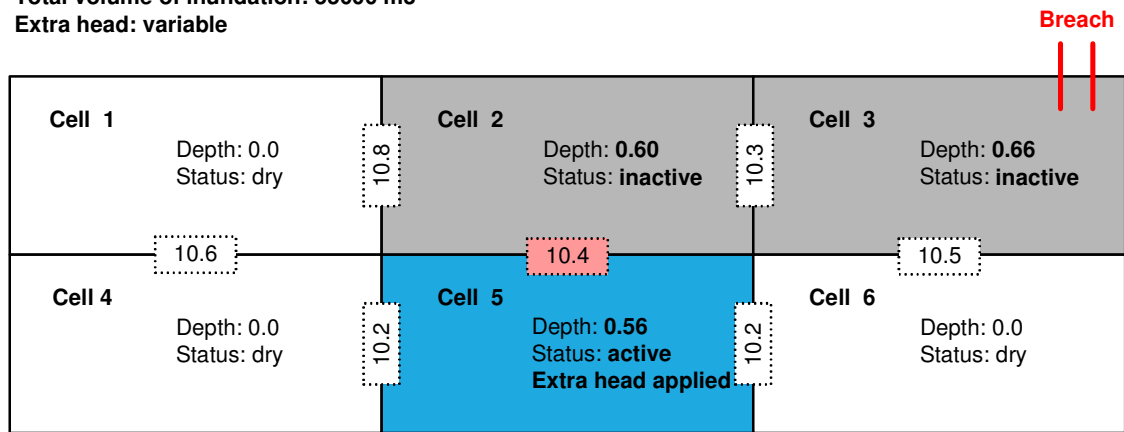 Extra head: variable
Breach
Cell 1
Depth: 0.0
Status: dry
10.8
Cell 2
Depth: 0.60
Status: inactive
10.3
Cell 3
Depth: 0.66
Status: inactive
10.6
10.4
10.5
Cell 4
Depth: 0.0
Status: dry
10.2
Cell 5
Depth: 0.56
Status: active
Extra head applied
10.2
Cell 6
Depth: 0.0
Status: dry